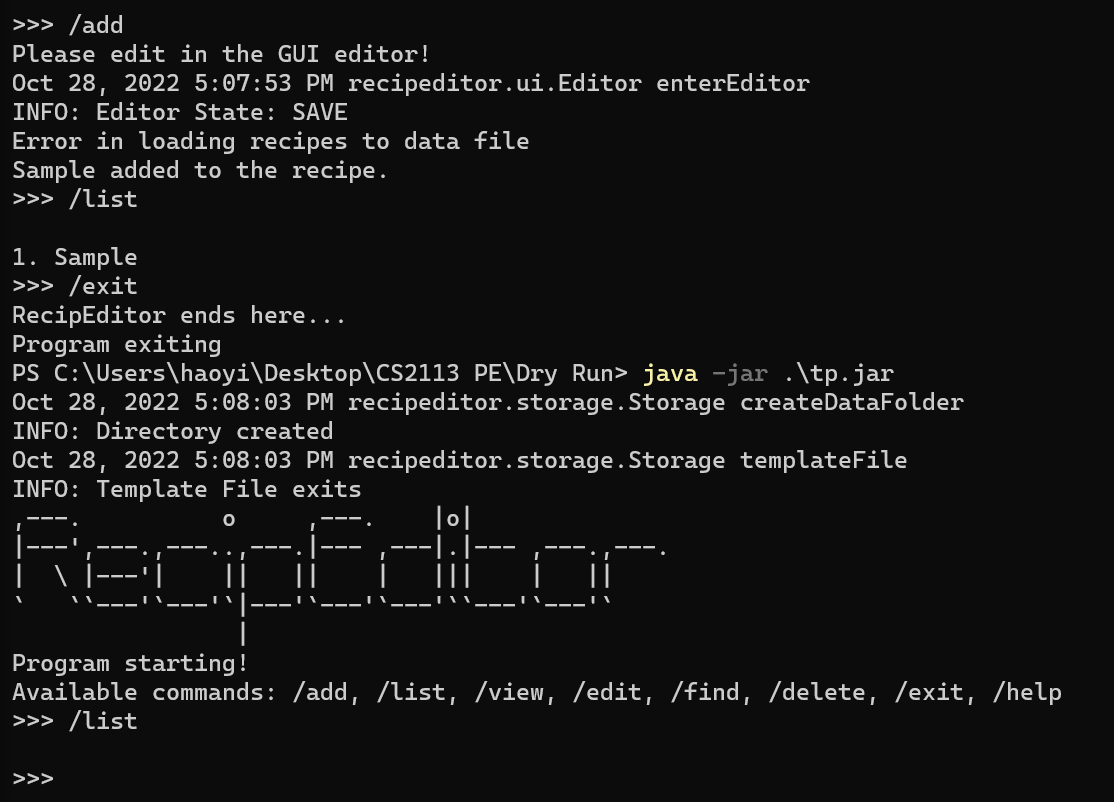 >>> /add
Please edit in the GUI editor!
Oct 28, 2022 5:07:53 PM recipeditor.ui.Editor enterEditor
INFO: Editor State: SAVE
Error in loading recipes to data file
Sample added to the recipe.
>>> /list

1. Sample
>>> /exit
RecipEditor ends here...
Program exiting
PS C:\Users\haoyi\Desktop\CS2113 PE\Dry Run> java -jar .\tp.jar
Oct 28, 2022 5:08:03 PM recipeditor.storage.Storage createDataFolder
INFO: Directory created
Oct 28, 2022 5:08:03 PM recipeditor.storage.Storage templateFile
INFO: Template File exits
,---.          o     ,---.    |o|
|---',---.,---..,---.|--- ,---|.|--- ,---.,---.
|  \ |---'|    ||   ||    |   |||    |   ||
`   ``---'`---'`|---'`---'`---'``---'`---'`
                |
Program starting!
Available commands: /add, /list, /view, /edit, /find, /delete, /exit, /help
>>> /list

>>>